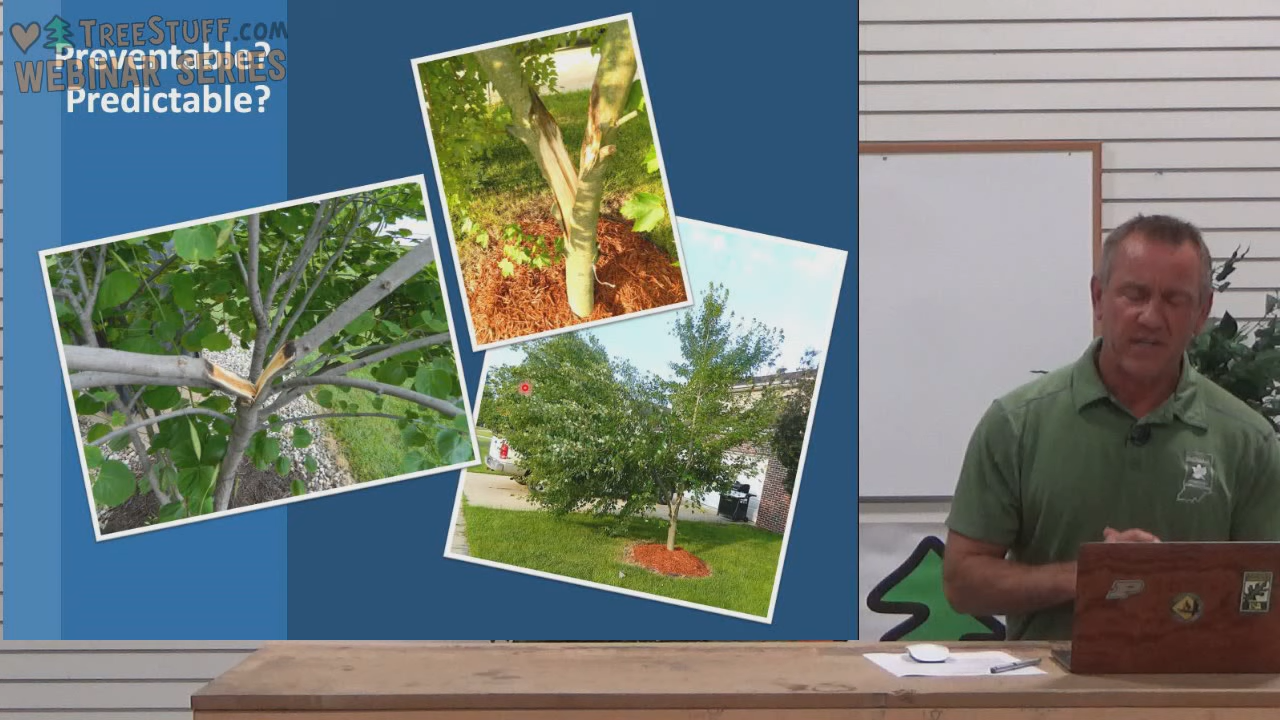 TREESTUFF.COM
WEBINAR SERIES
Preventable?
Predictable?
P